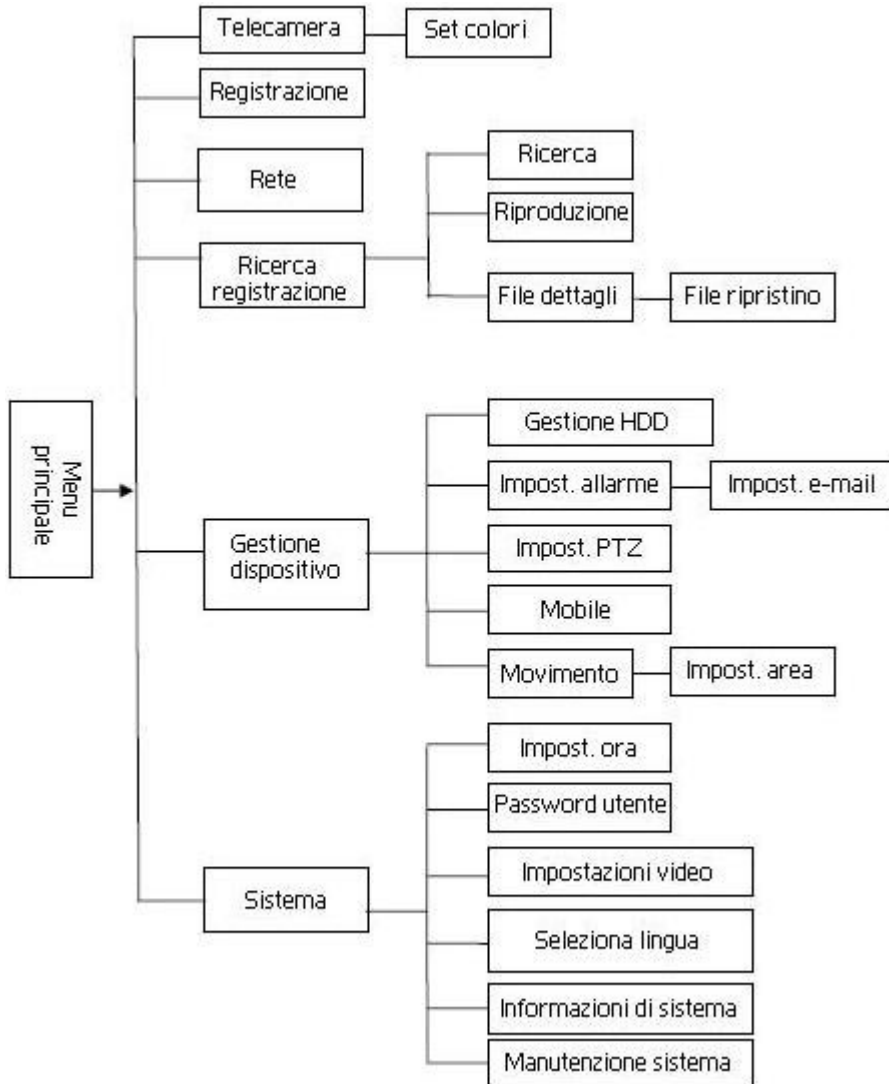 Telecamera
Set colori
Registrazione
Rete
Ricerca
registrazione
Ricerca
Riproduzione
File dettagli
File ripristino
Menu
principale
Gestione
dispositivo
Gestione HDD
Impost. allarme
Impost. e-mail
Impost. PTZ
Mobile
Movimento
Impost. area
Sistema
Impost. ora
Password utente
Impostazioni video
Seleziona lingua
Informazioni di sistema
Manutenzione sistema